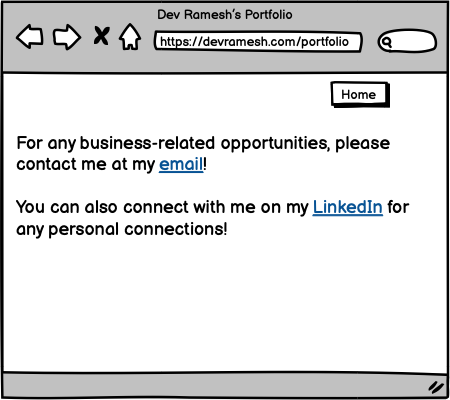 Dev Ramesh's Portfolio
https://devramesh.com/portfolio
Home
For any business-related opportunities, please
contact me at my email!
You can also connect with me on my LinkedIn for
any personal connections!